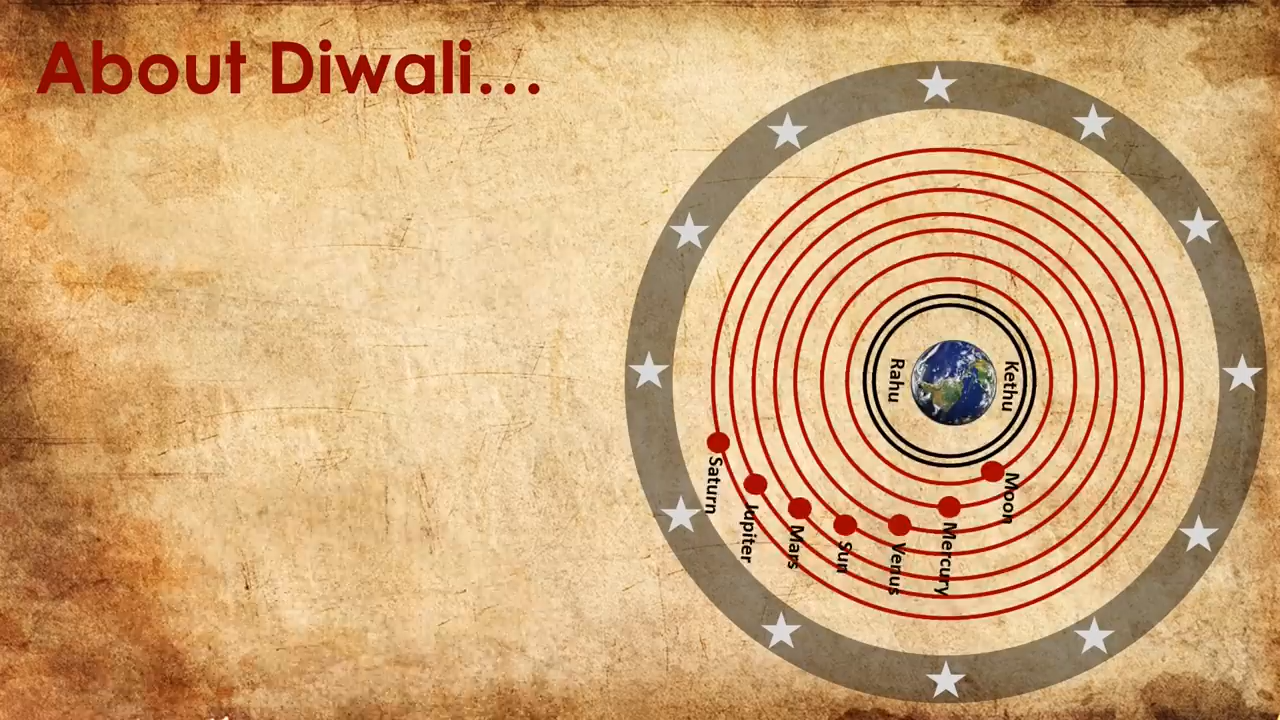 About Diwali...
Rahu
Kethu
Moon
Mercury
Venus
Sun
Mars
Jupiter
Saturn